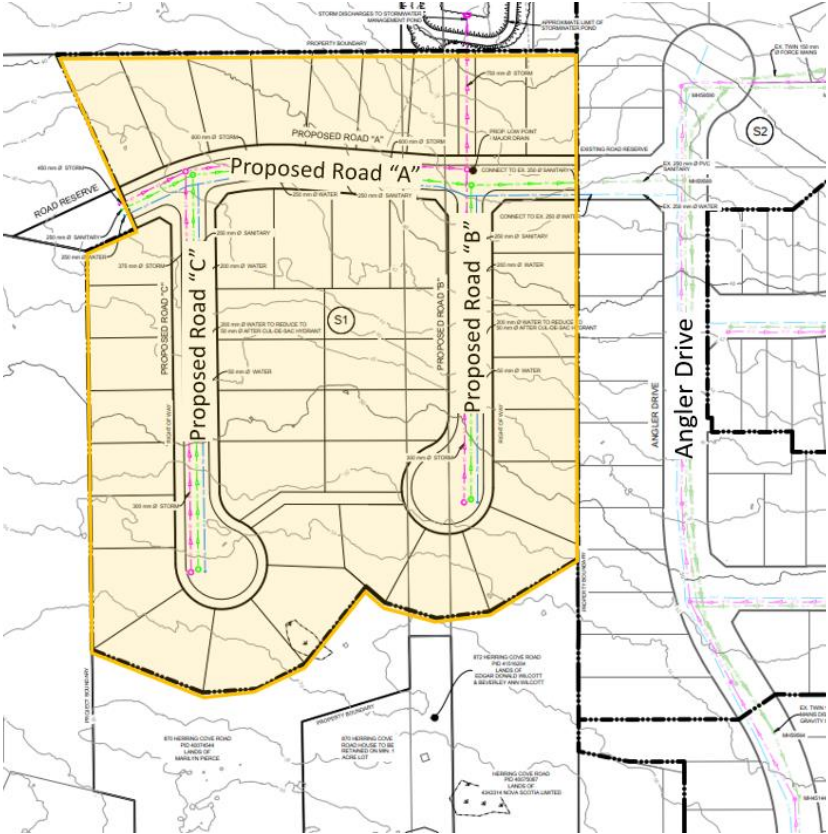 STORM DISCHARGES TO STORMWATER
MANAGEMENT POND
APPROXIMATE LIMIT OF
STORMWATER POND
PROPERTY BOUNDARY
EX. TWIN 150 mm
Ø FORCE MAINS
750 mm Ø STORM
S2
600 mm Ø STORM
PROPOSED ROAD "A"
600 mm Ø STORM
PROP. LOW POINT
/ MAJOR DRAIN
EXISTING ROAD RESERVE
450 mm Ø STORM
Proposed Road "A"
CONNECT TO EX. 250 Ø SANITARY
EX. 250 mm Ø PVC
SANITARY
ROAD RESERVE
250 mm Ø WATER
250 mm Ø SANITARY
EX. 250 mm Ø WATER
CONNECT TO EX. 250 Ø WATER
250 mm Ø SANITARY
250 mm Ø SANITARY
250 mm Ø SANITARY
375 mm Ø STORM
200 mm Ø WATER
200 mm Ø WATER
PROPOSED ROAD "C"
Proposed Road "C"
S1
PROPOSED ROAD "B"
Proposed Road "B"
200 mm Ø WATER TO REDUCE TO
50 mm Ø AFTER CUL-DE-SAC HYDRANT
200 mm Ø WATER TO REDUCE TO
50 mm Ø AFTER CUL-DE-SAC HYDRANT
50 mm Ø WATER
50 mm Ø WATER
ANGLER DRIVE
Angler Drive
RIGHT OF WAY
RIGHT OF WAY
300 mm Ø STORM
300 mm Ø STORM
PROPERTY BOUNDARY
872 HERRING COVE ROAD
LANDS OF
EDGAR DONALD WILCOTT
& BEVERLEY ANN WILCOTT
PROJECT BOUNDARY
PROPERTY BOUNDARY
870 HERRING COVE ROAD
LANDS OF
MARILYN PIERCE
870 HERRING COVE
ROAD HOUSE TO BE
RETAINED ON MIN. 1
ACRE LOT
HERRING COVE ROAD
LANDS OF
NOVA SCOTIA LIMITED
EX. TWIN